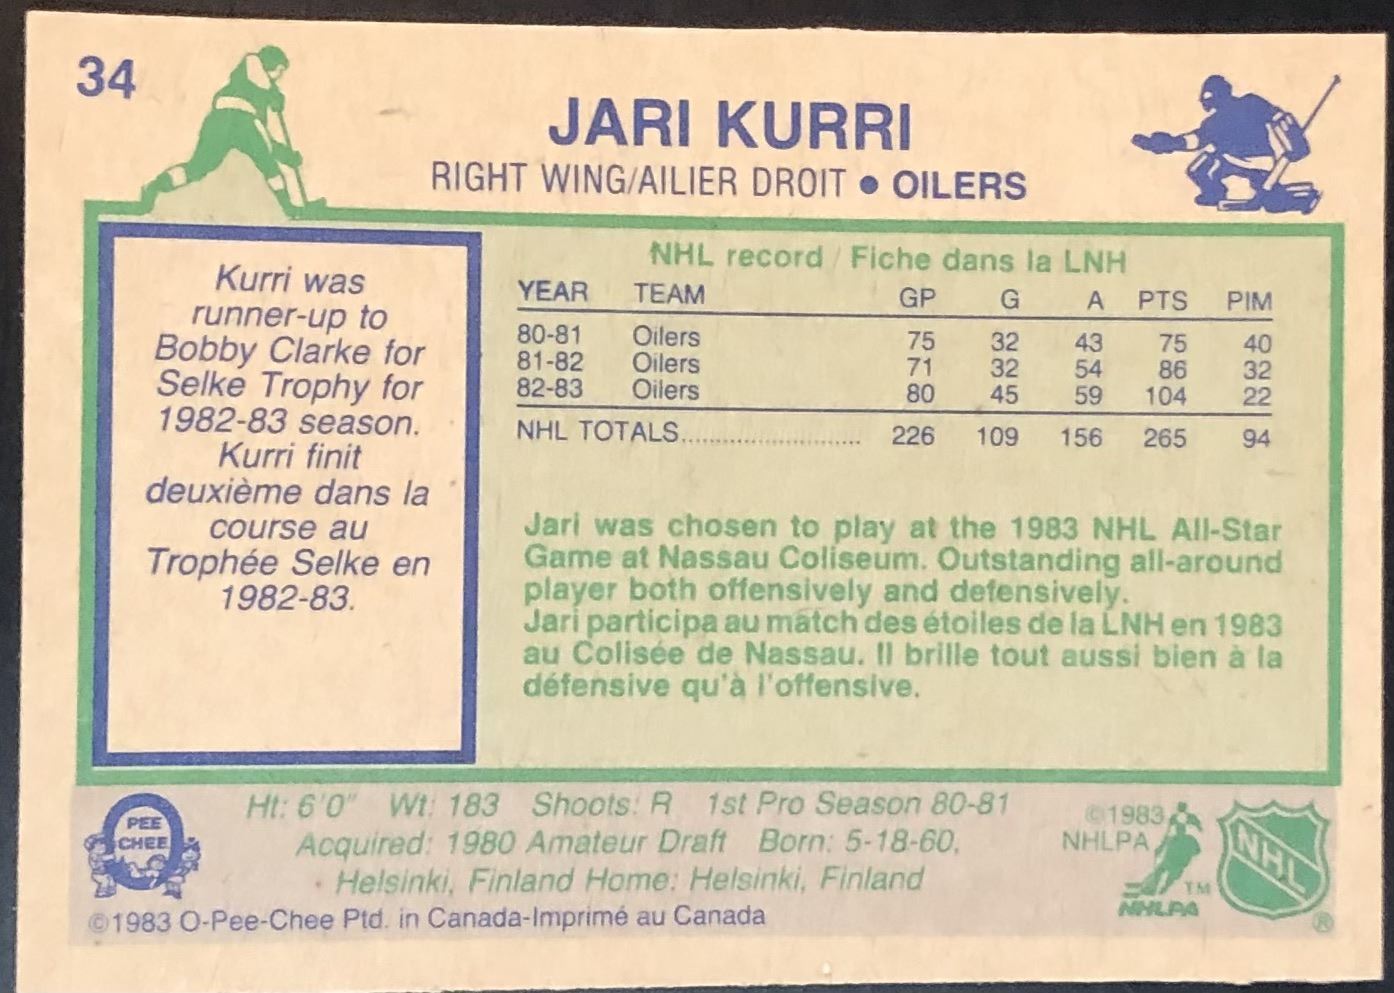 34
JARI KURRI
RIGHT WING/AILIER DROIT • OILERS
Kurri was
runner-up to
Bobby Clarke for
Selke Trophy for
1982-83 season.
Kurri finit
deuxième dans la
course au
Trophée Selke en
1982-83.
NHL record / Fiche dans la LNH
YEAR TEAM GP G A PTS PIM
80-81 Oilers 75 32 43 75 40
81-82 Oilers 71 32 54 86 32
82-83 Oilers 80 45 59 104 22
NHL TOTALS........................... 226 109 156 265 94
Jari was chosen to play at the 1983 NHL All-Star
Game at Nassau Coliseum. Outstanding all-around
player both offensively and defensively.
Jari participa au match des étoiles de la LNH en 1983
au Colisée de Nassau. Il brille tout aussi bien à la
défensive qu'à l'offensive.
PEE
CHEE
Ht: 6'0" Wt: 183 Shoots: R 1st Pro Season 80-81
Acquired: 1980 Amateur Draft Born: 5-18-60,
Helsinki, Finland Home: Helsinki, Finland
©1983 O-Pee-Chee Ptd. in Canada-Imprimé au Canada
©1983
NHLPA
TM
NHLPA
NHL
®